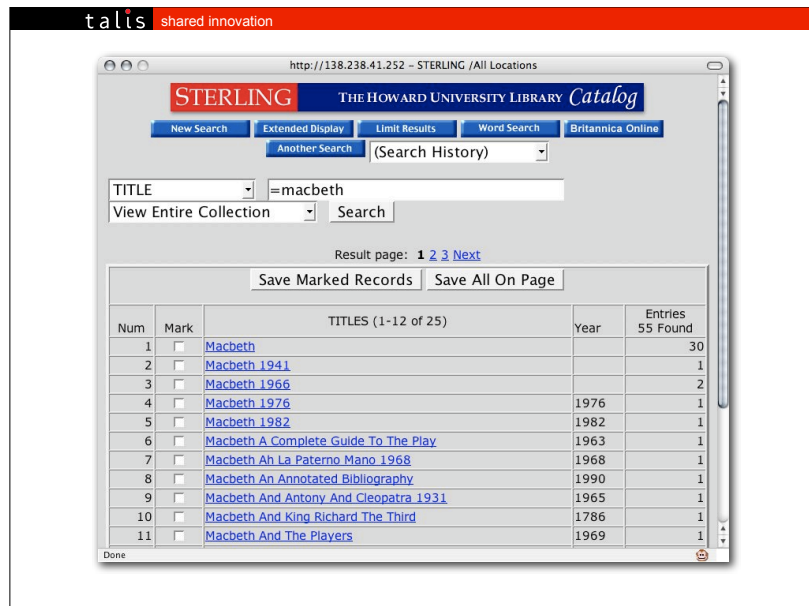 talis shared innovation
http://138.238.41.252 – STERLING /All Locations
STERLING THE HOWARD UNIVERSITY LIBRARY Catalog
New Search Extended Display Limit Results Word Search Britannica Online
Another Search (Search History)
TITLE =macbeth
View Entire Collection Search
Result page: 1 2 3 Next
Save Marked Records Save All On Page
Num Mark TITLES (1-12 of 25) Year Entries 55 Found
1 Macbeth 30
2 Macbeth 1941 1
3 Macbeth 1966 2
4 Macbeth 1976 1976 1
5 Macbeth 1982 1982 1
6 Macbeth A Complete Guide To The Play 1963 1
7 Macbeth Ah La Paterno Mano 1968 1968 1
8 Macbeth An Annotated Bibliography 1990 1
9 Macbeth And Antony And Cleopatra 1931 1965 1
10 Macbeth And King Richard The Third 1786 1
11 Macbeth And The Players 1969 1
Done